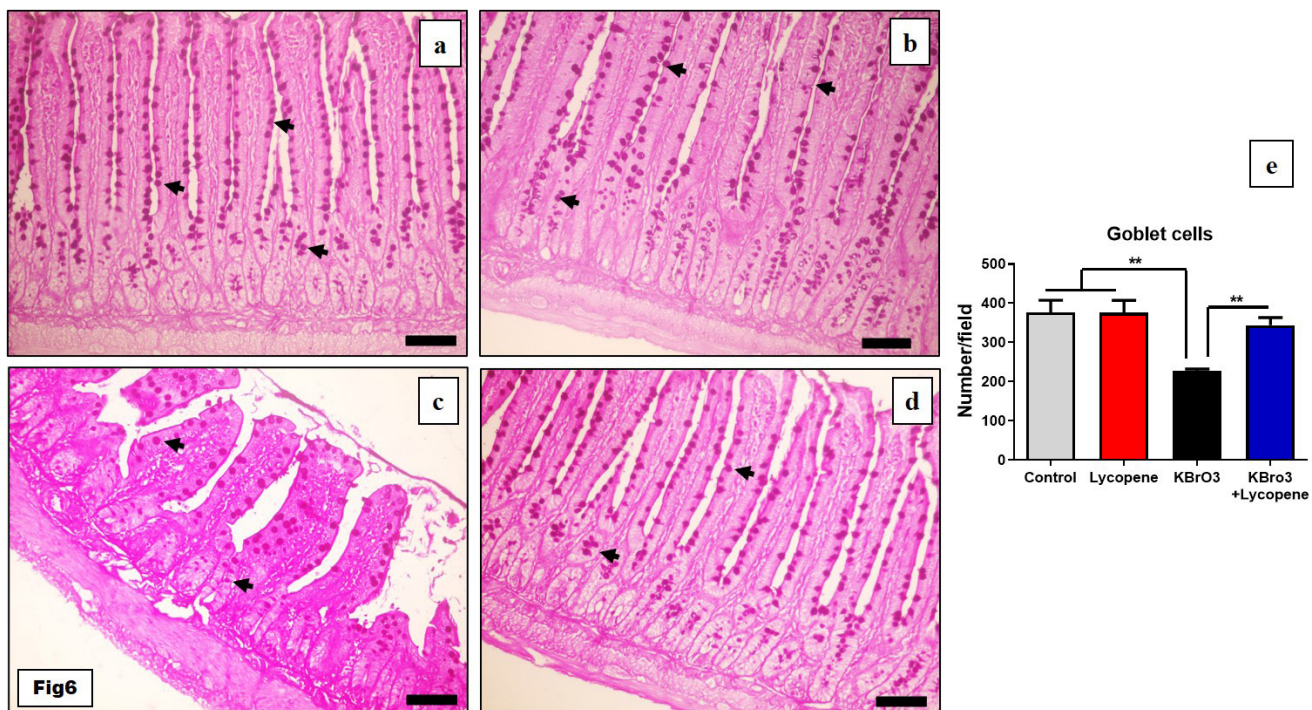 a
b
c
Fig6
d
e
Goblet cells
Number/field
500
400
300
200
100
0
**
**
Control
Lycopene
KBrO3
KBro3
+Lycopene